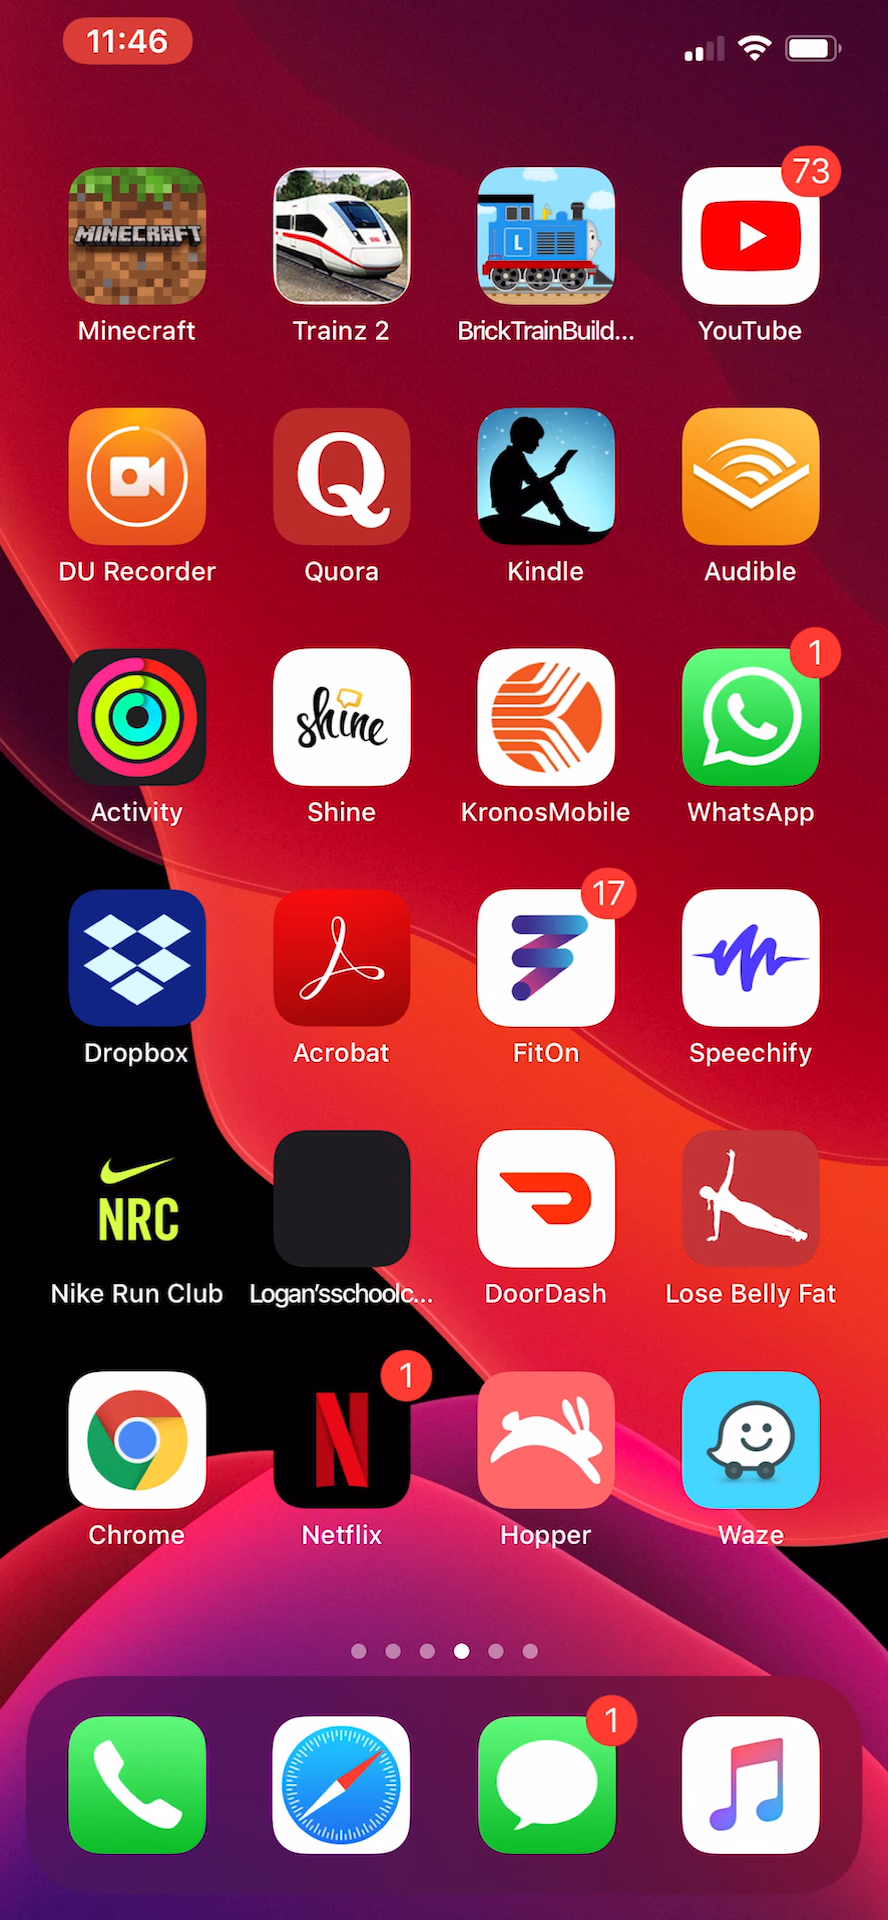 11:46
73
MINECRAFT
L
Minecraft
Trainz 2
BrickTrainBuild...
YouTube
Q
DU Recorder
Quora
Kindle
Audible
1
shine
Activity
Shine
KronosMobile
WhatsApp
17
Dropbox
Acrobat
FitOn
Speechify
NRC
Nike Run Club
Logan'sschoolc...
DoorDash
Lose Belly Fat
1
N
Chrome
Netflix
Hopper
Waze
1